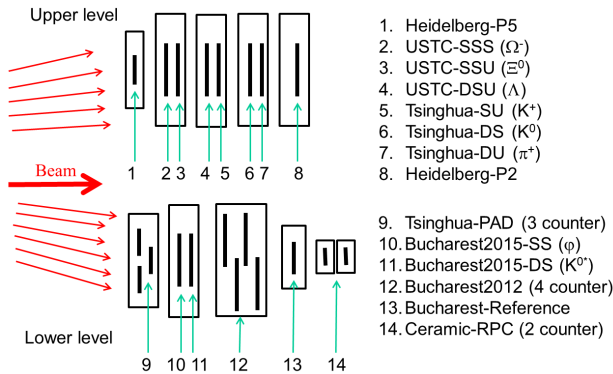 Upper level
1. Heidelberg-P5
2. USTC-SSS (Ω⁻)
3. USTC-SSU (Ξ⁰)
4. USTC-DSU (Λ)
5. Tsinghua-SU (K⁺)
6. Tsinghua-DS (K⁰)
7. Tsinghua-DU (π⁺)
8. Heidelberg-P2
Beam
1 2 3 4 5 6 7 8
9. Tsinghua-PAD (3 counter)
10. Bucharest2015-SS (φ)
11. Bucharest2015-DS (K⁰*)
12. Bucharest2012 (4 counter)
13. Bucharest-Reference
14. Ceramic-RPC (2 counter)
Lower level
9 10 11 12 13 14